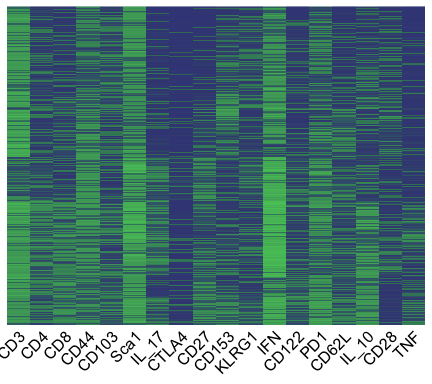 CD3
CD4
CD8
CD44
CD103
Sca1
IL_17
CTLA4
CD27
CD153
KLRG1
IFN
CD122
PD1
CD62L
IL_10
CD28
TNF